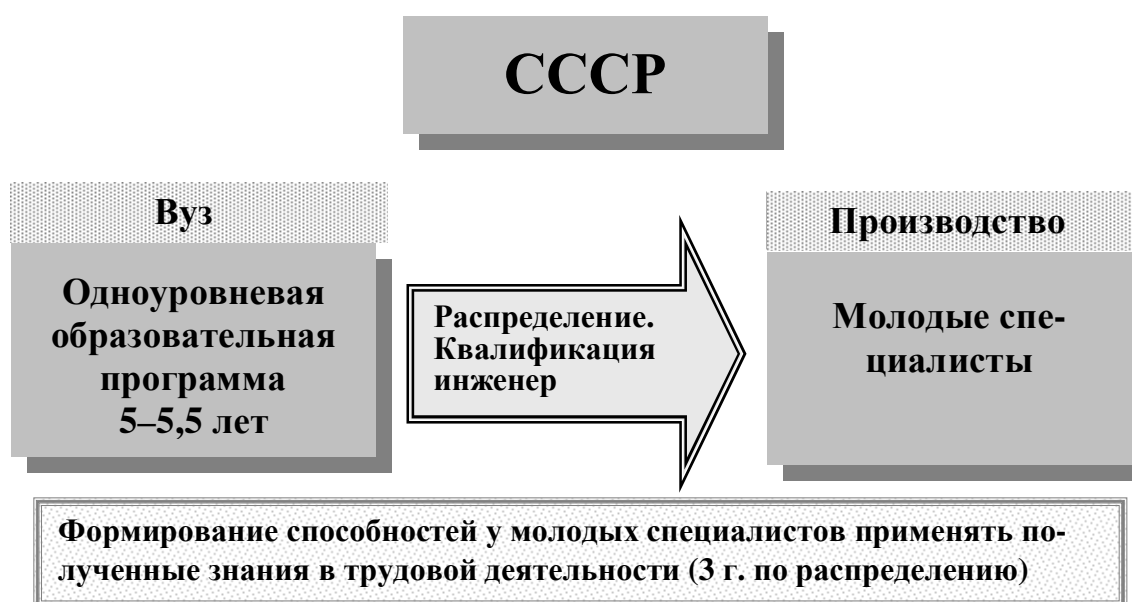 СССР
Вуз
Одноуровневая
образовательная
программа
5–5,5 лет
Распределение.
Квалификация
инженер
Производство
Молодые спе-
циалисты
Формирование способностей у молодых специалистов применять по-
лученные знания в трудовой деятельности (3 г. по распределению)